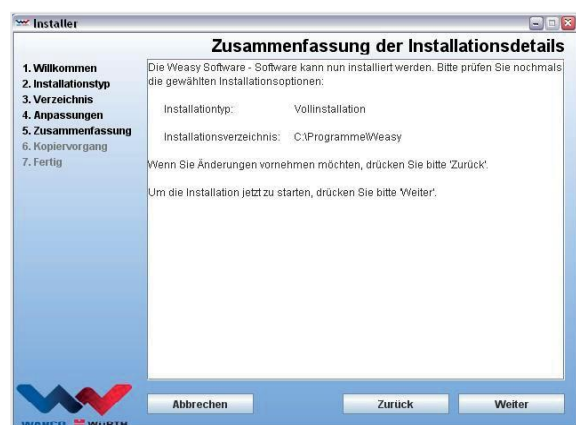 Installer
Zusammenfassung der Installationsdetails
1. Willkommen
2. Installationstyp
3. Verzeichnis
4. Anpassungen
5. Zusammenfassung
6. Kopiervorgang
7. Fertig
Die Weasy Software - Software kann nun installiert werden. Bitte prüfen Sie nochmals
die gewählten Installationsoptionen:
Installationtyp: Vollinstallation
Installationsverzeichnis: C:\Programme\Weasy
Wenn Sie Änderungen vornehmen möchten, drücken Sie bitte 'Zurück'.
Um die Installation jetzt zu starten, drücken Sie bitte 'Weiter'.
Abbrechen
Zurück
Weiter
WÜRTH